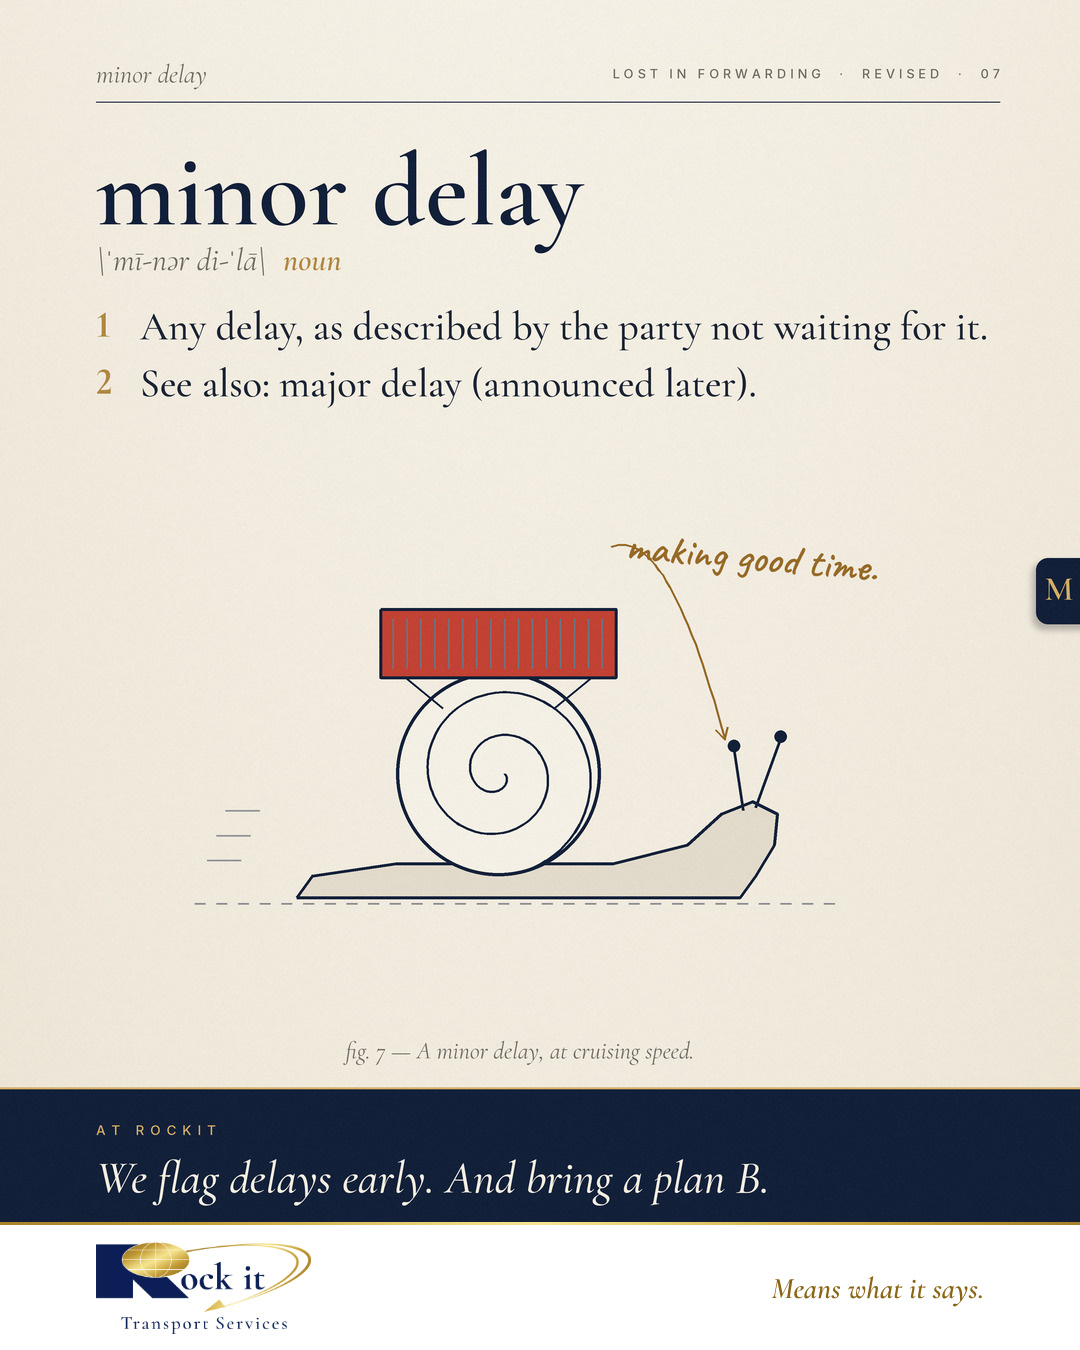 minor delay
LOST IN FORWARDING · REVISED · 07
minor delay
\ˈmī-nər di-ˈlā\ noun
1 Any delay, as described by the party not waiting for it.
2 See also: major delay (announced later).
making good time.
M
fig. 7 — A minor delay, at cruising speed.
AT ROCKIT
We flag delays early. And bring a plan B.
Rock it
Transport Services
Means what it says.